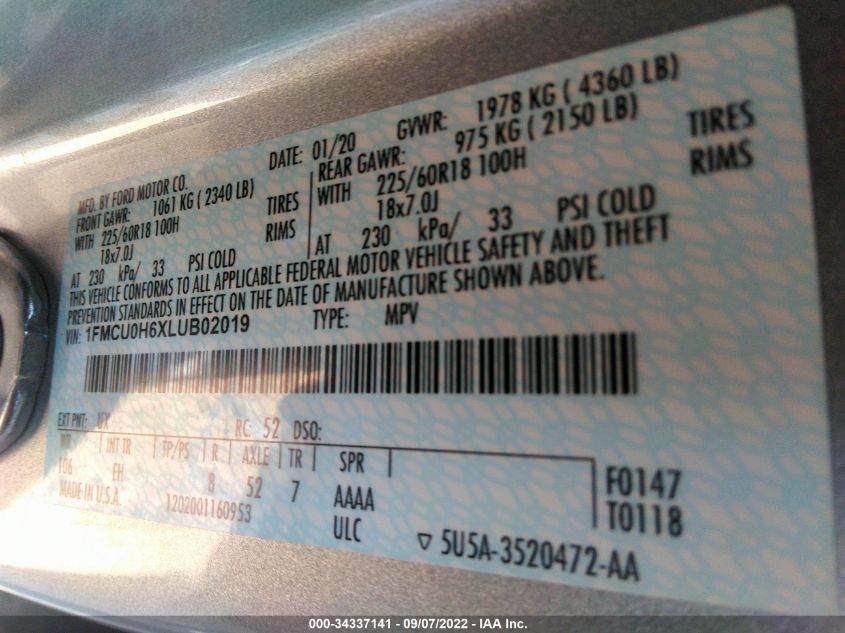 MFD. BY FORD MOTOR CO.
DATE: 01/20
GVWR: 1978 KG ( 4360 LB)
FRONT GAWR: 1061 KG ( 2340 LB)
REAR GAWR: 975 KG ( 2150 LB)
WITH 225/60R18 100H TIRES
WITH 225/60R18 100H TIRES
18x7.0J RIMS
18x7.0J RIMS
AT 230 kPa/ 33 PSI COLD
AT 230 kPa/ 33 PSI COLD
THIS VEHICLE CONFORMS TO ALL APPLICABLE FEDERAL MOTOR VEHICLE SAFETY AND THEFT
PREVENTION STANDARDS IN EFFECT ON THE DATE OF MANUFACTURE SHOWN ABOVE.
VIN: 1FMCU0H6XLUB02019
TYPE: MPV
EXT PNT: UX RC: 52 DSO:
WB INT TR TP/PS R AXLE TR SPR
106 EH 8 52 7 AAAA
F0147
T0118
MADE IN U.S.A. 1202001160953 ULC
5U5A-3520472-AA
000-34337141 - 09/07/2022 - IAA Inc.